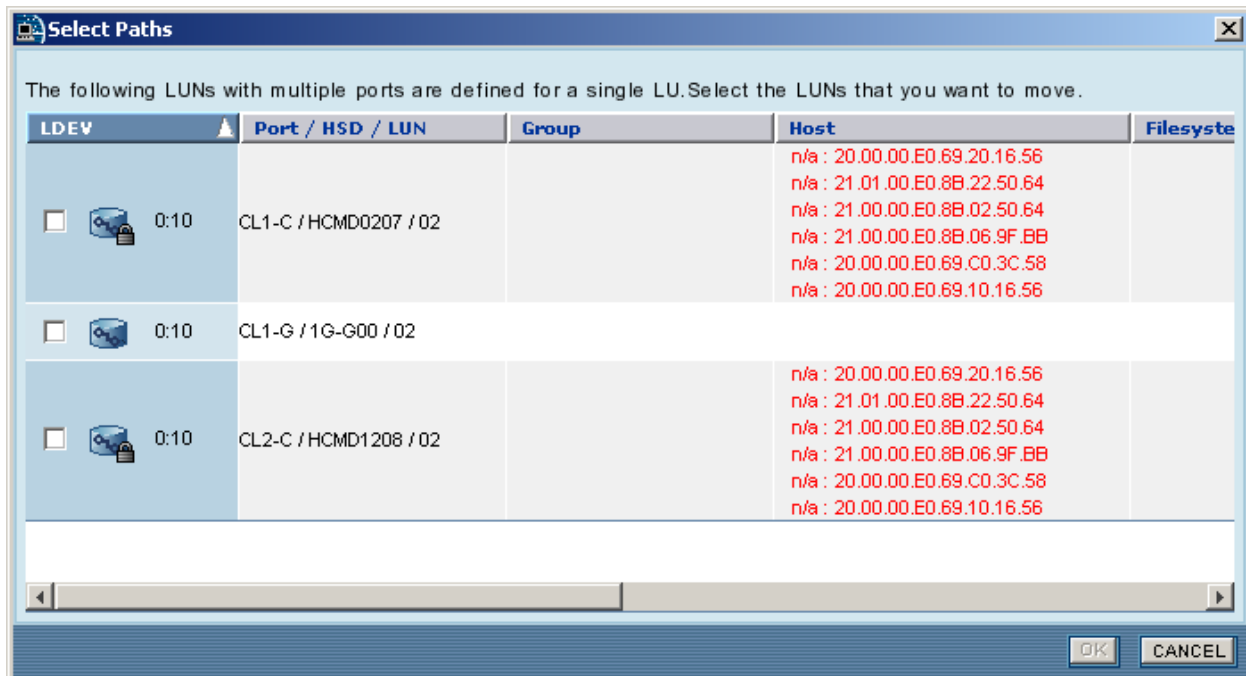 Select Paths
The following LUNs with multiple ports are defined for a single LU.Select the LUNs that you want to move.
LDEV Port / HSD / LUN Group Host Filesyste
0:10 CL1-C / HCMD0207 / 02
n/a : 20.00.00.E0.69.20.16.56
n/a : 21.01.00.E0.8B.22.50.64
n/a : 21.00.00.E0.8B.02.50.64
n/a : 21.00.00.E0.8B.06.9F.BB
n/a : 20.00.00.E0.69.C0.3C.58
n/a : 20.00.00.E0.69.10.16.56
0:10 CL1-G / 1G-G00 / 02
0:10 CL2-C / HCMD1208 / 02
n/a : 20.00.00.E0.69.20.16.56
n/a : 21.01.00.E0.8B.22.50.64
n/a : 21.00.00.E0.8B.02.50.64
n/a : 21.00.00.E0.8B.06.9F.BB
n/a : 20.00.00.E0.69.C0.3C.58
n/a : 20.00.00.E0.69.10.16.56
OK CANCEL